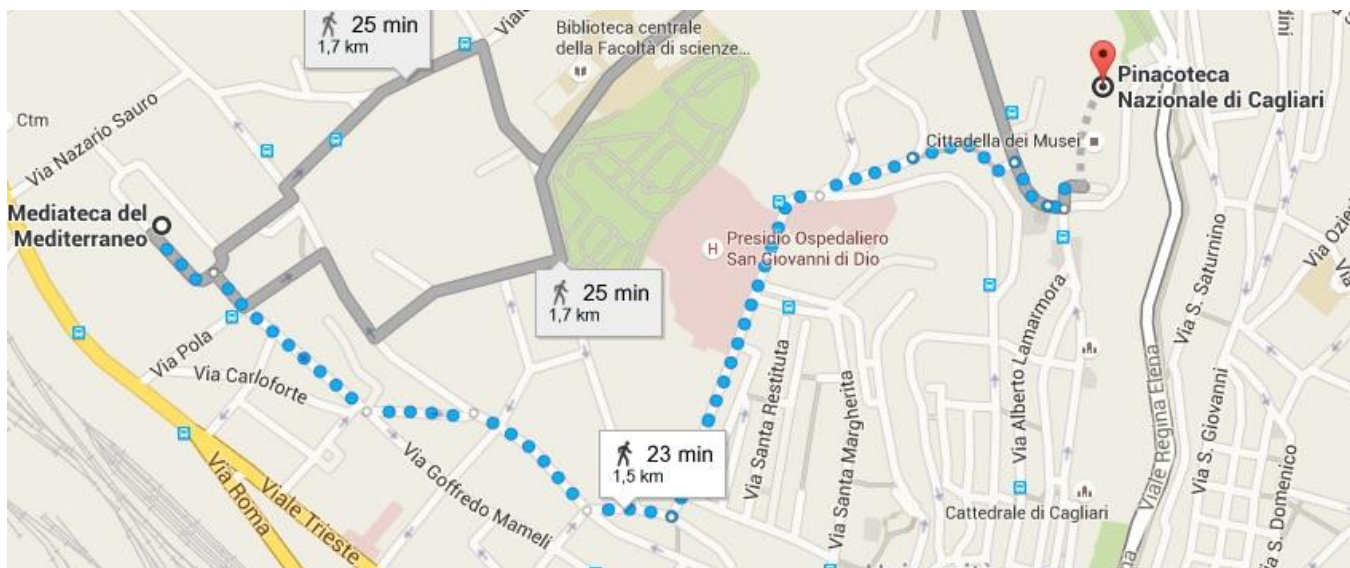 25 min
1,7 km
Biblioteca centrale
della Facoltà di scienze...
Pinacoteca
Nazionale di Cagliari
Ctm
Via Nazario Sauro
Cittadella dei Musei
Mediateca del
Mediterraneo
H
Presidio Ospedaliero
San Giovanni di Dio
25 min
1,7 km
Via Pola
Via Carloforte
Via Santa Restituta
Via Santa Margherita
Via Alberto Lamarmora
Viale Regina Elena
Via S. Saturnino
Via S. Giovanni
Via S. Domenico
23 min
1,5 km
Via Goffredo Mameli
Viale Trieste
Via Roma
Cattedrale di Cagliari